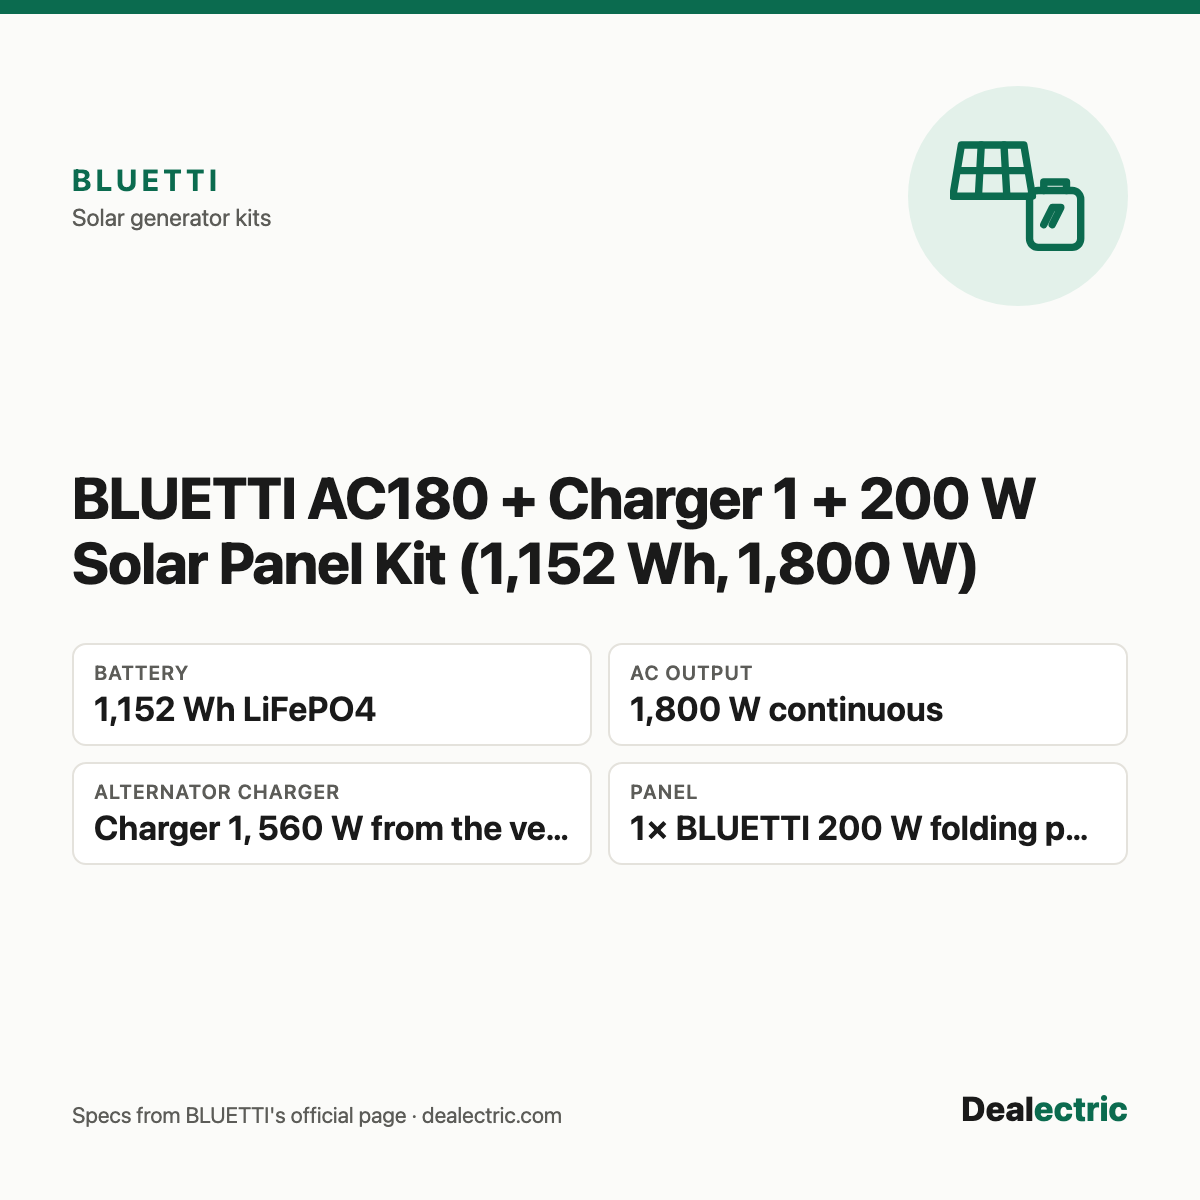 BLUETTI
Solar generator kits
BLUETTI AC180 + Charger 1 + 200 W
Solar Panel Kit (1,152 Wh, 1,800 W)
BATTERY
1,152 Wh LiFePO4
AC OUTPUT
1,800 W continuous
ALTERNATOR CHARGER
Charger 1, 560 W from the ve...
PANEL
1× BLUETTI 200 W folding p...
Specs from BLUETTI's official page · dealectric.com
Dealectric